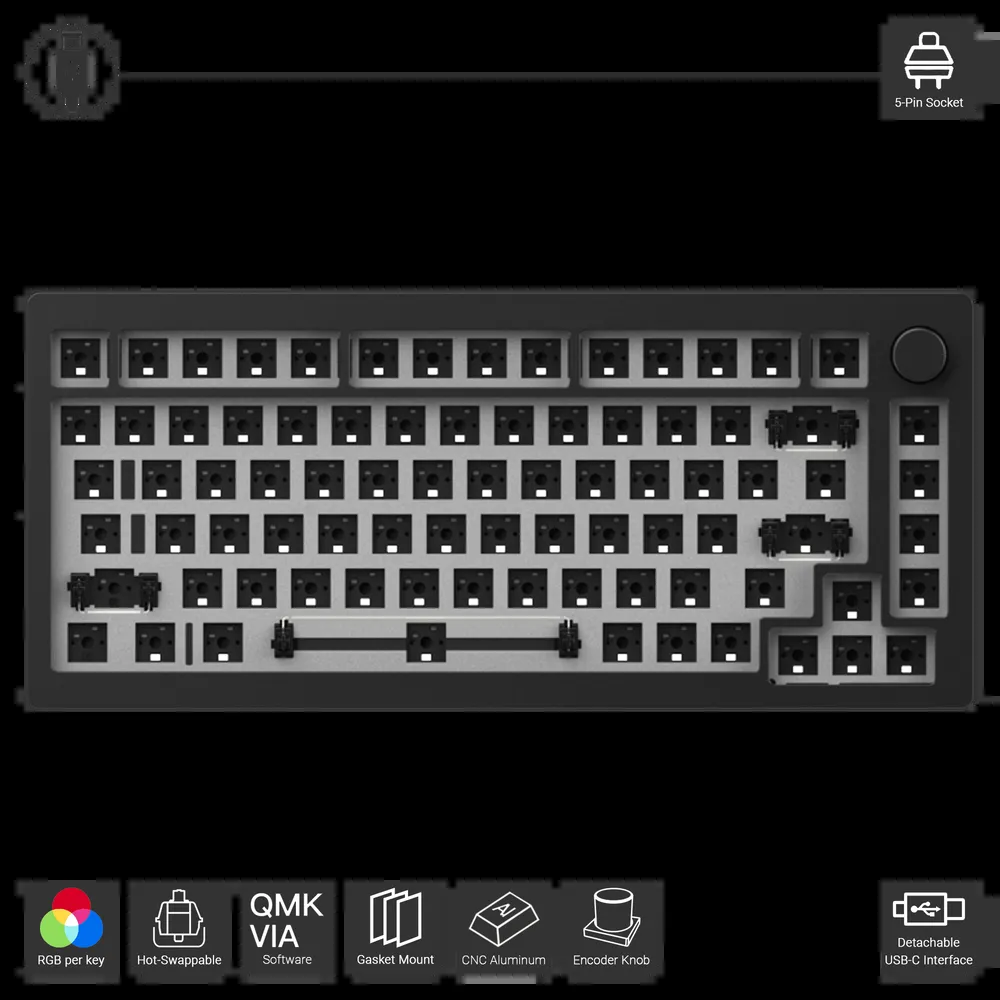 5-Pin Socket
QMK
VIA
RGB per key
Hot-Swappable
Software
Gasket Mount
CNC Aluminum
Encoder Knob
Detachable
USB-C Interface